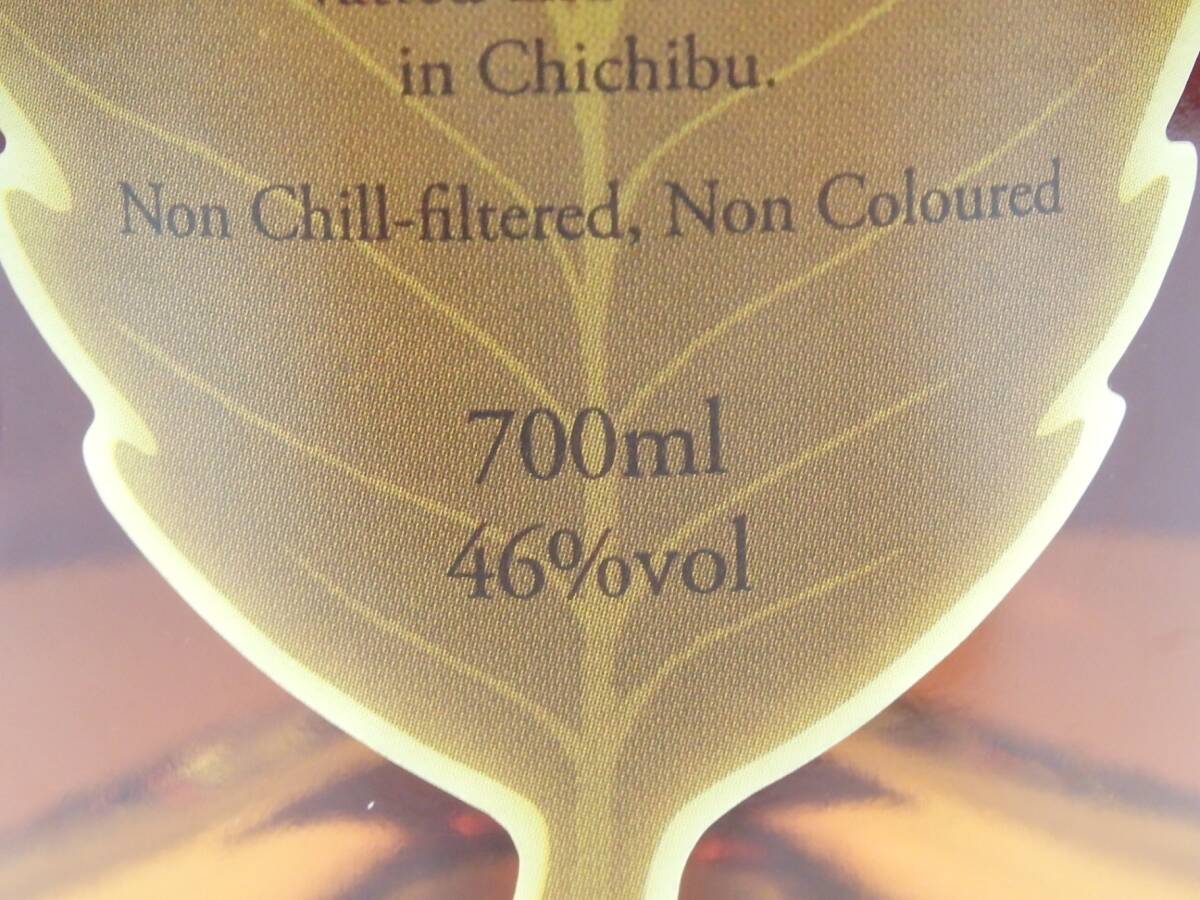 in Chichibu.
Non Chill-filtered, Non Coloured
700ml
46%vol